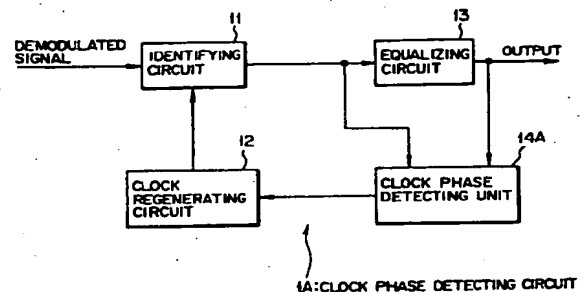 11
13
DEMODULATED
SIGNAL
IDENTIFYING
CIRCUIT
EQUALIZING
CIRCUIT
OUTPUT
12
14A
CLOCK
REGENERATING
CIRCUIT
CLOCK PHASE
DETECTING UNIT
1A:CLOCK PHASE DETECTING CIRCUIT